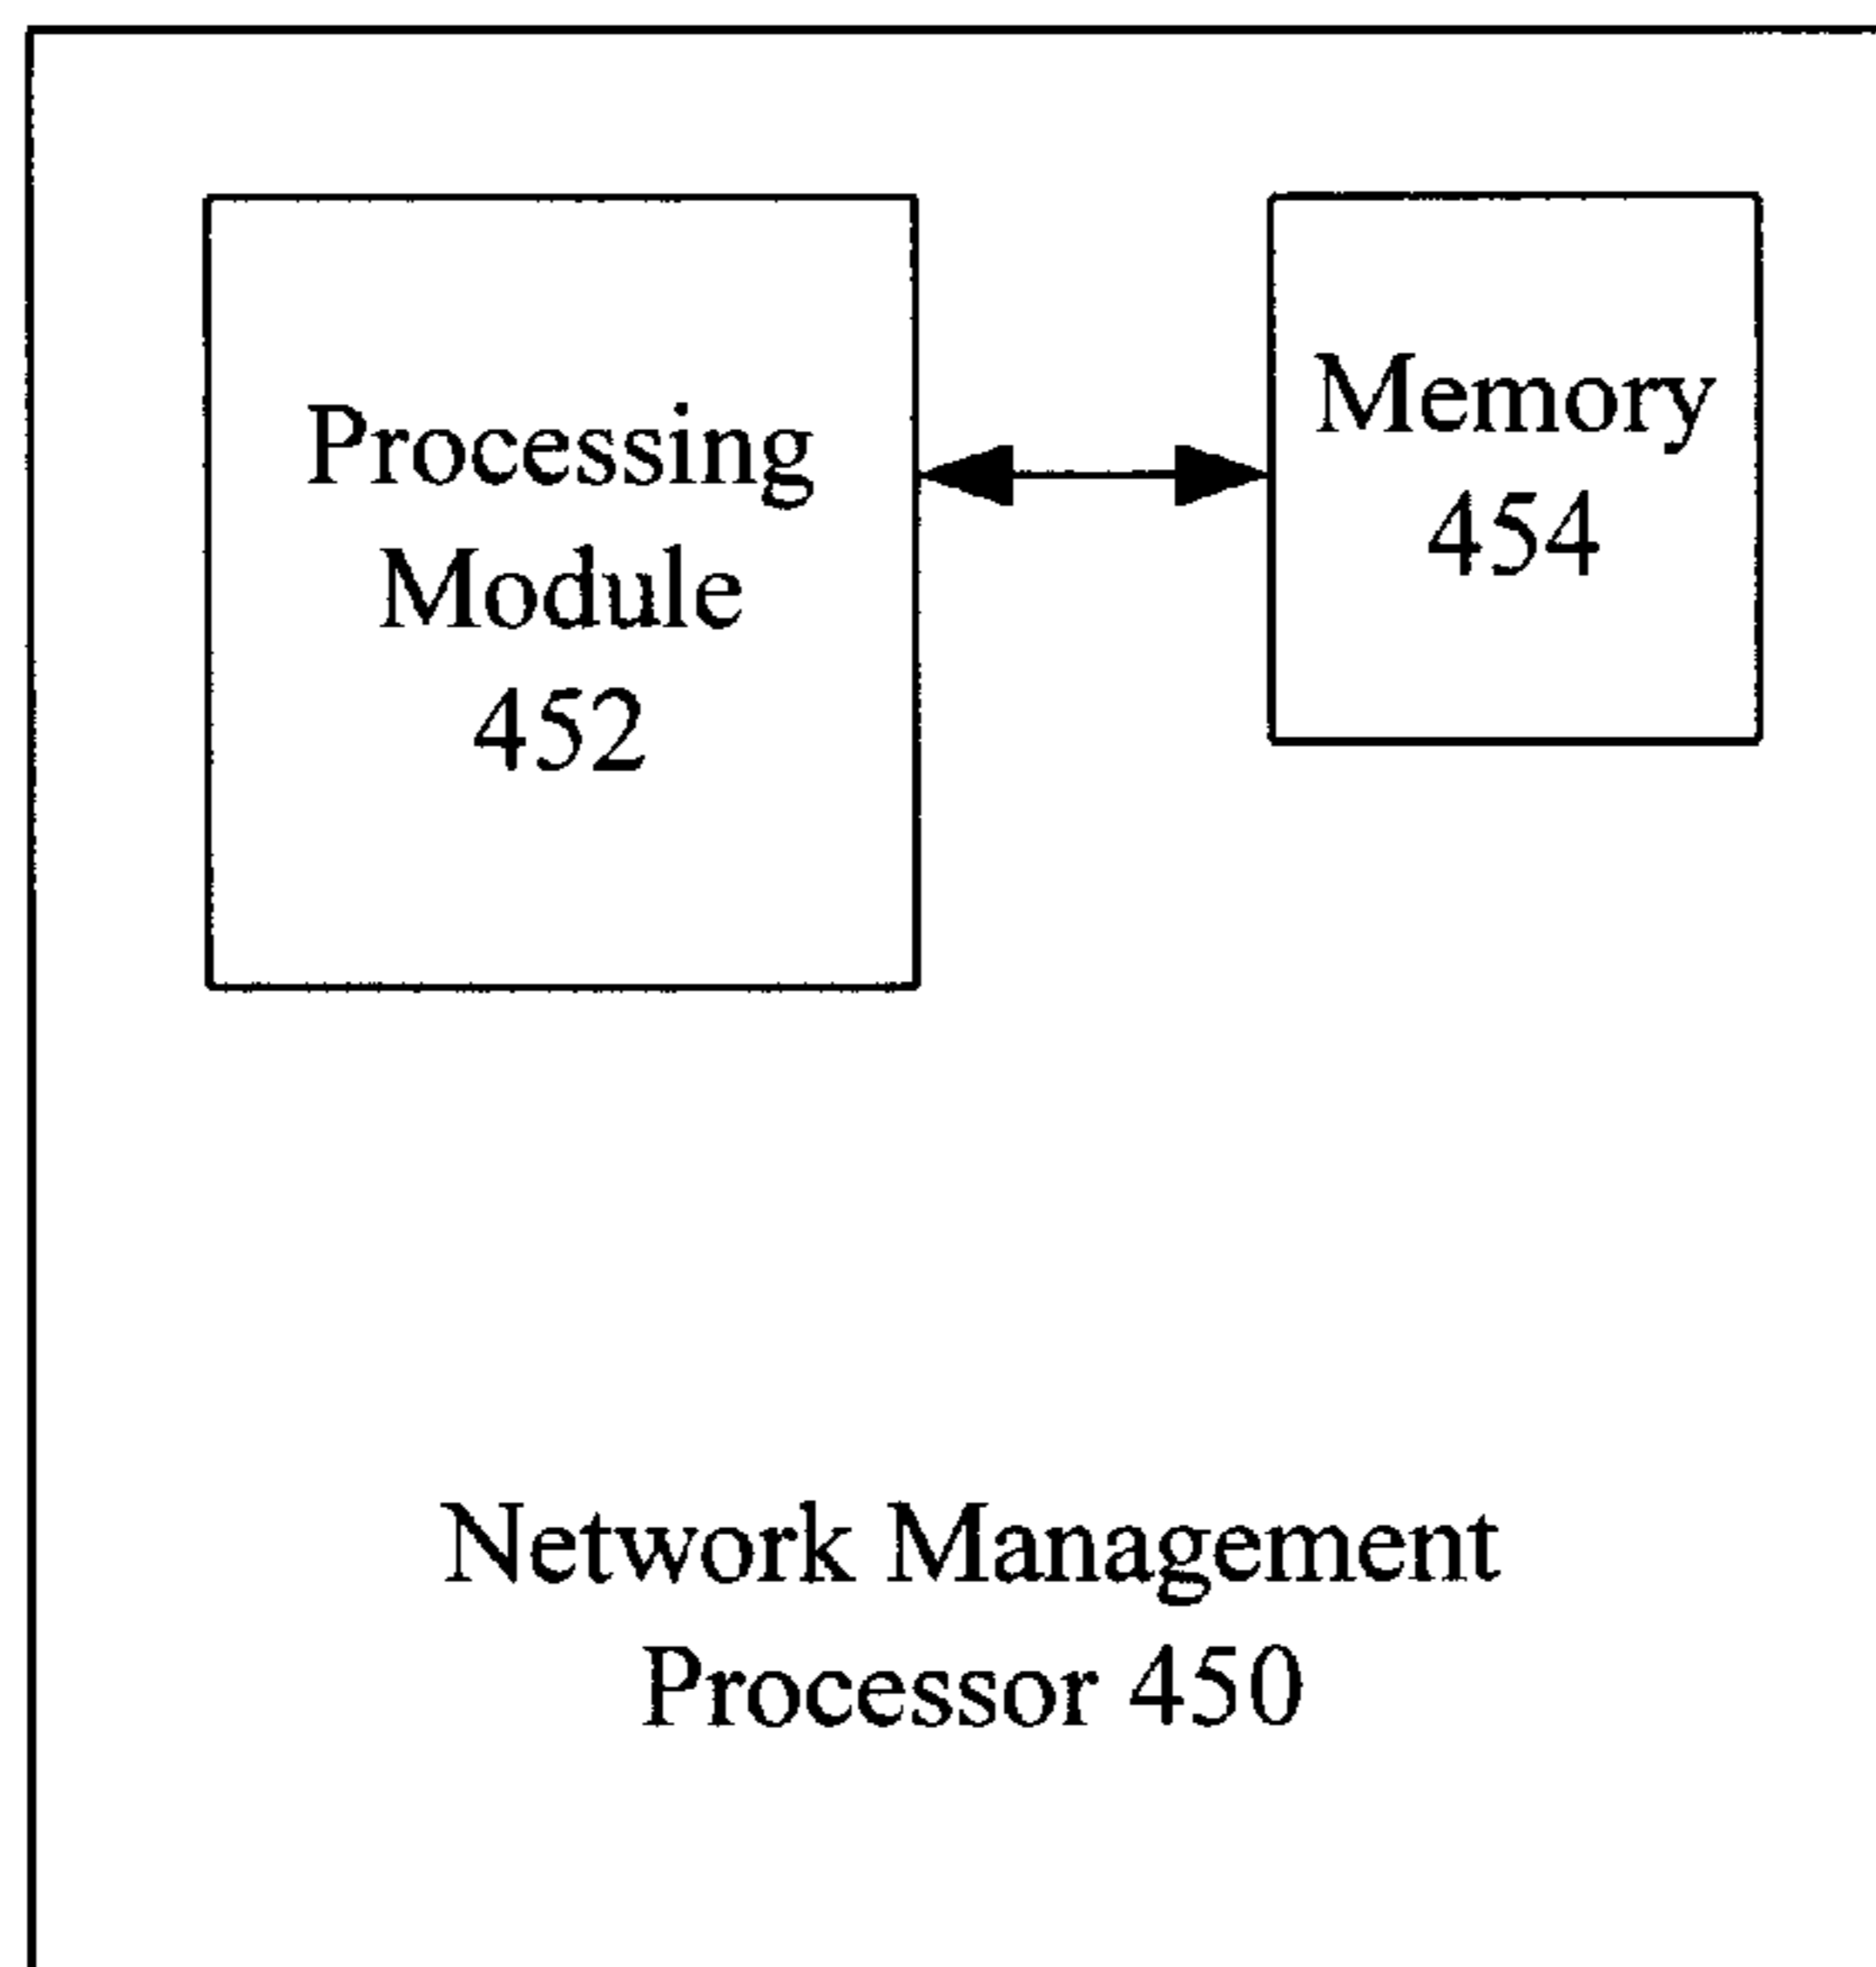 Processing
Module
452
Memory
454
Network Management
Processor 450